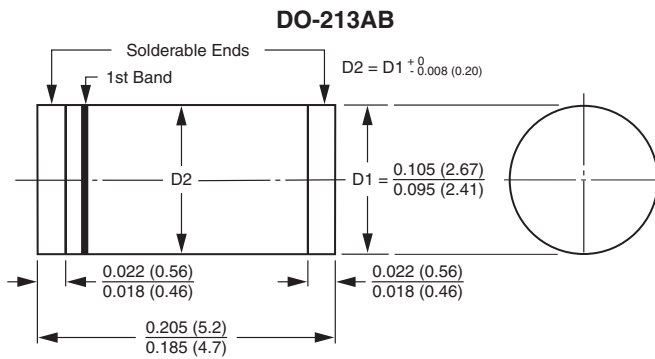 DO-213AB
Solderable Ends
D2 = D1 + 0 - 0.008 (0.20)
1st Band
D2
D1 = 0.105 (2.67)
0.095 (2.41)
0.022 (0.56)
0.018 (0.46)
0.022 (0.56)
0.018 (0.46)
0.205 (5.2)
0.185 (4.7)